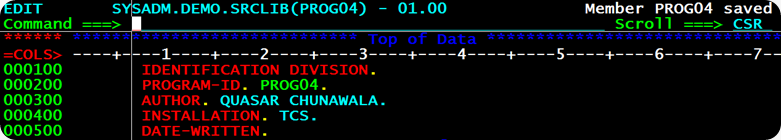 EDIT SYSADM.DEMO.SRCLIB(PROG04) - 01.00 Member PROG04 saved
Command ===> Scroll ===> CSR
****** ***************************** Top of Data ******************************
=COLS> ----+----1----+----2----+----3----+----4----+----5----+----6----+----7--
000100 IDENTIFICATION DIVISION.
000200 PROGRAM-ID. PROG04.
000300 AUTHOR. QUASAR CHUNAWALA.
000400 INSTALLATION. TCS.
000500 DATE-WRITTEN.